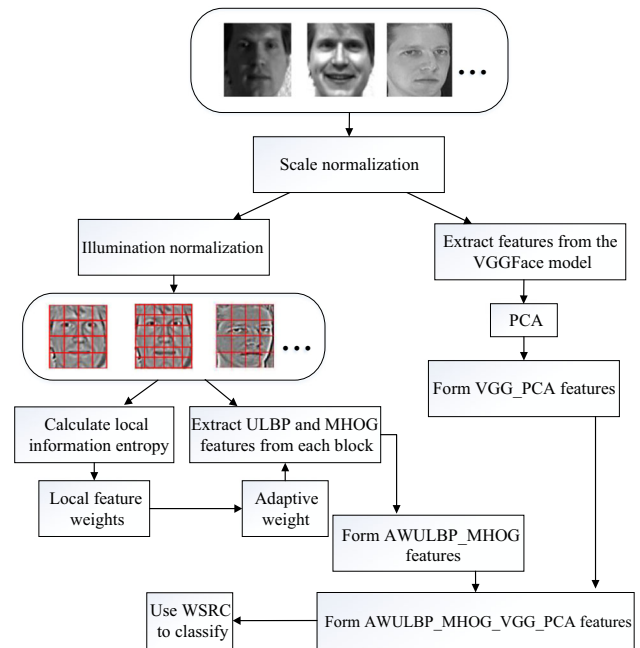 Scale normalization
Illumination normalization
Extract features from the
VGGFace model
PCA
Form VGG_PCA features
Calculate local
information entropy
Extract ULBP and MHOG
features from each block
Local feature
weights
Adaptive
weight
Form AWULBP_MHOG
features
Use WSRC
to classify
Form AWULBP_MHOG_VGG_PCA features